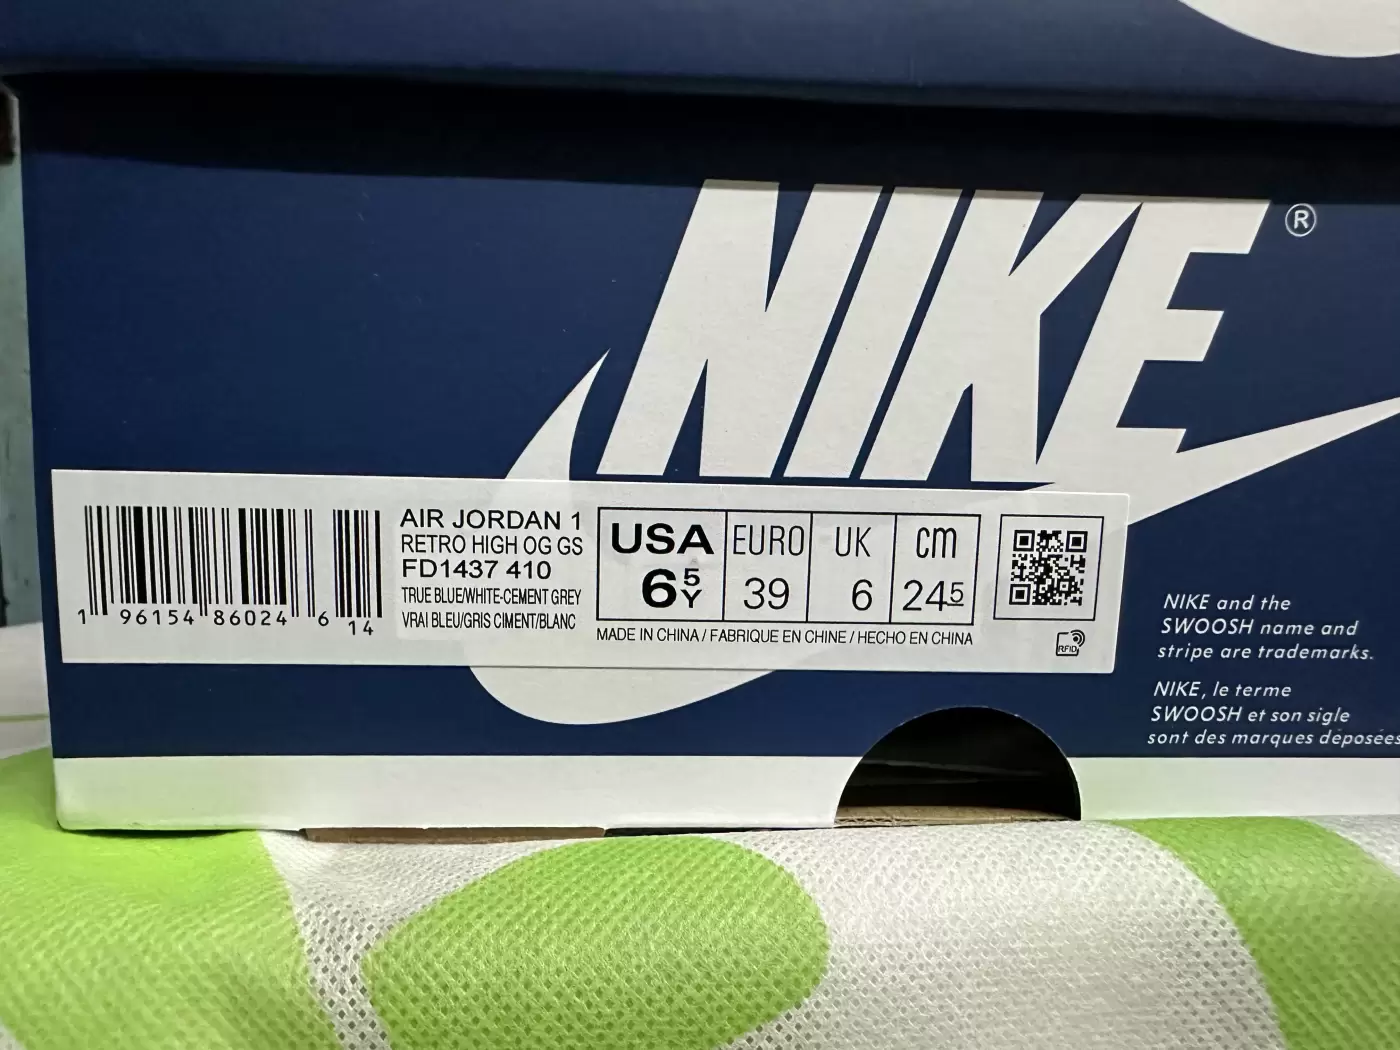 NIKE®
AIR JORDAN 1
RETRO HIGH OG GS
FD1437 410
TRUE BLUE/WHITE-CEMENT GREY
VRAI BLEU/GRIS CIMENT/BLANC
1 96154 86024 6 14
USA EURO UK cm
6 5 Y 39 6 24 5
MADE IN CHINA / FABRIQUE EN CHINE / HECHO EN CHINA
RFID
NIKE and the
SWOOSH name and
stripe are trademarks.
NIKE, le terme
SWOOSH et son sigle
sont des marques déposées